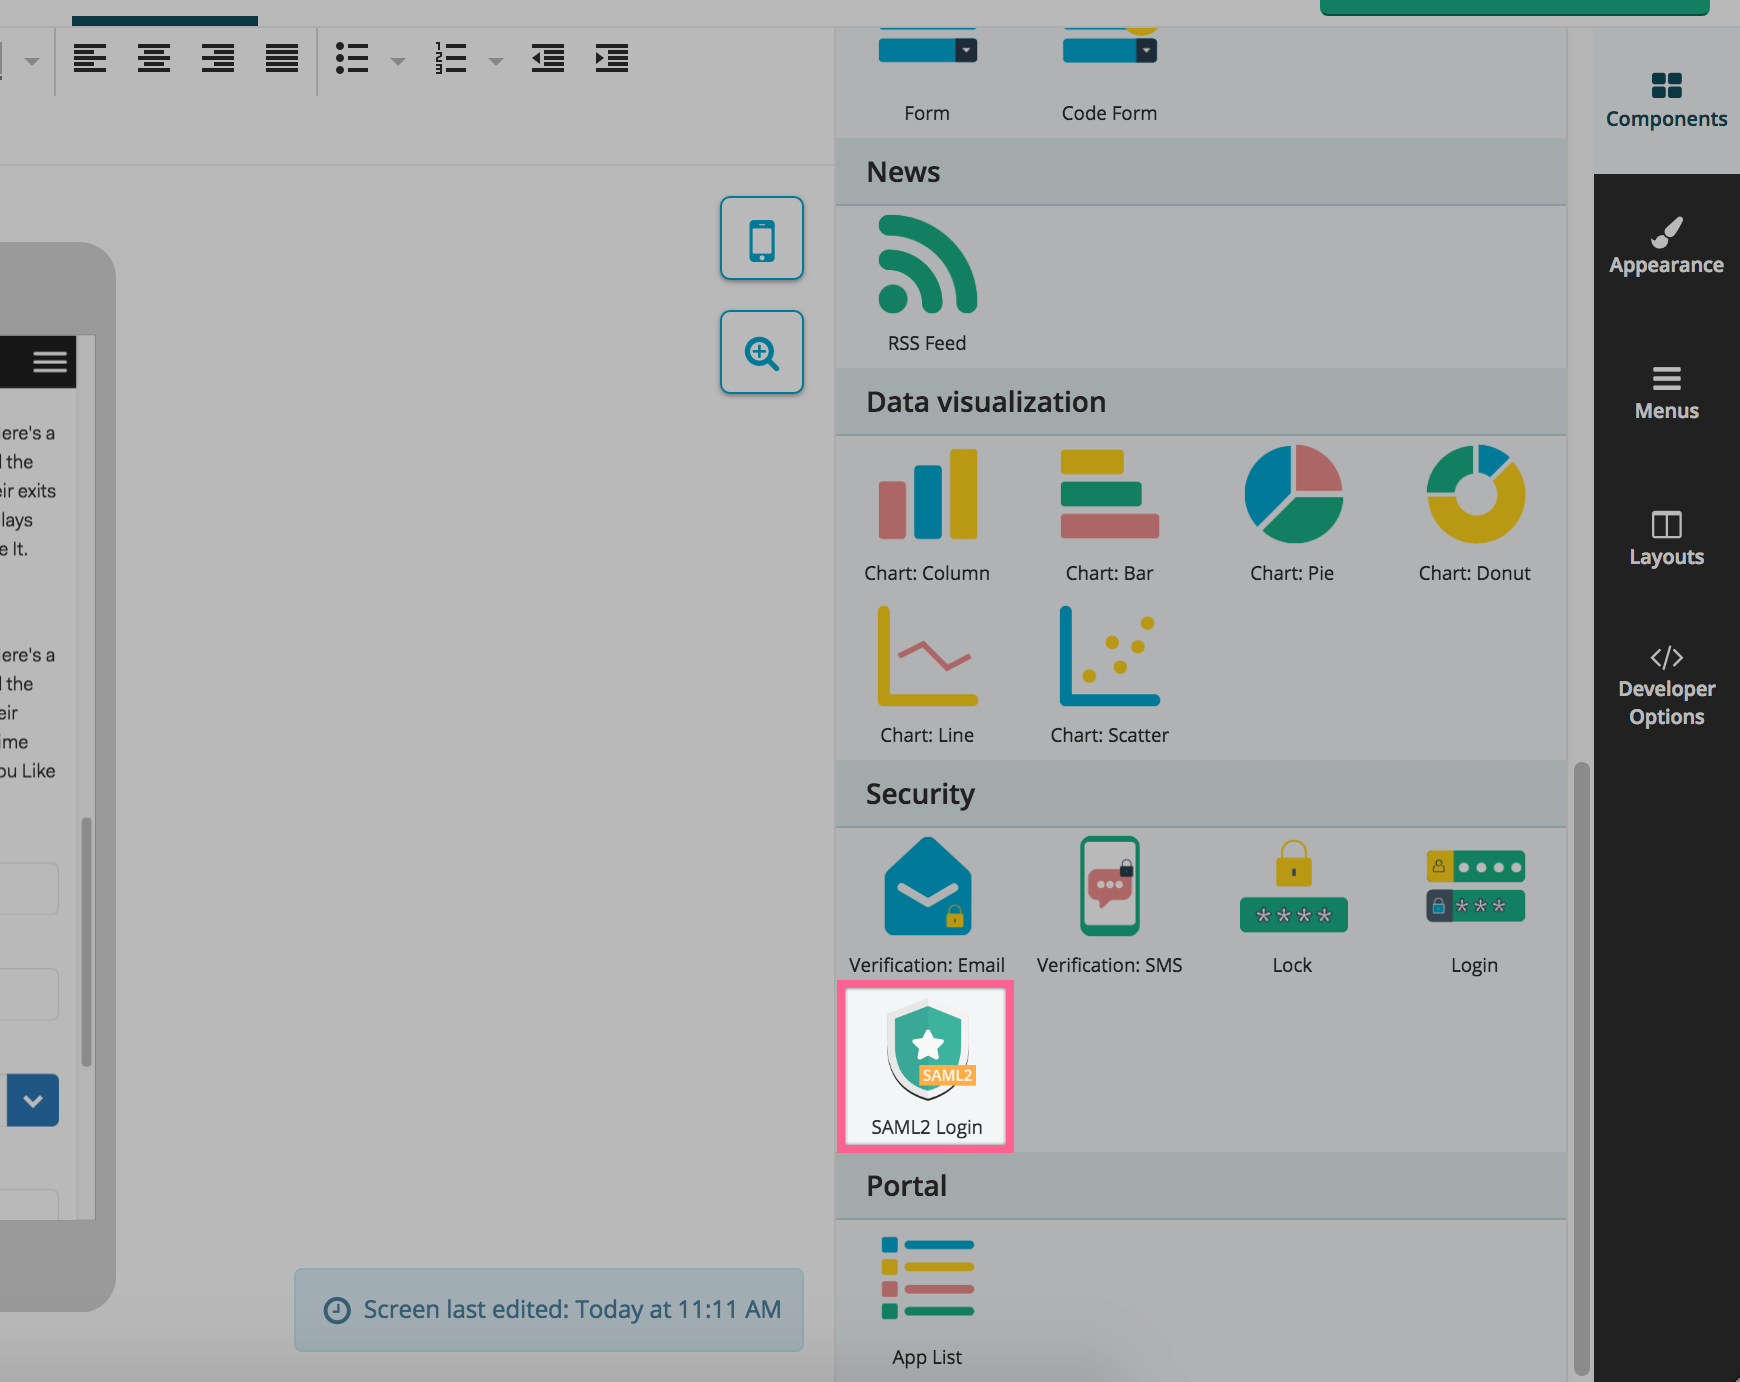 Form
Code Form
Components
News
Appearance
RSS Feed
Data visualization
Menus
ere's a
the
ir exits
lays
e It.
Chart: Column
Chart: Bar
Chart: Pie
Chart: Donut
Layouts
ere's a
the
eir
ime
ou Like
Chart: Line
Chart: Scatter
Developer
Options
Security
****
***
Verification: Email
Verification: SMS
Lock
Login
SAML2
SAML2 Login
Portal
Screen last edited: Today at 11:11 AM
App List